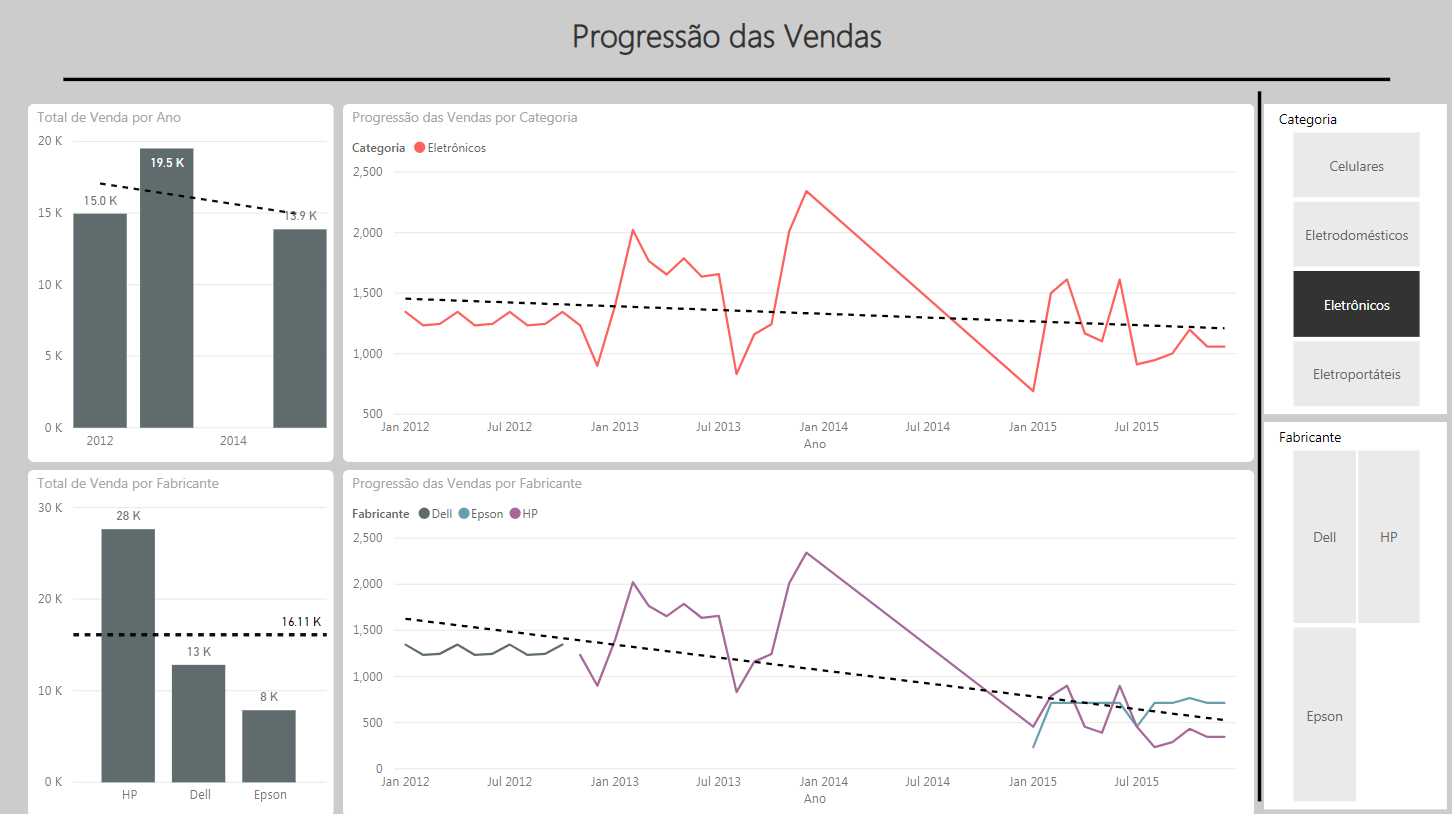 Progressão das Vendas
Total de Venda por Ano
20 K
15 K
10 K
5 K
0 K
15.0 K
19.5 K
13.9 K
2012
2014
Progressão das Vendas por Categoria
Categoria Eletrônicos
2,500
2,000
1,500
1,000
500
Jan 2012
Jul 2012
Jan 2013
Jul 2013
Jan 2014
Jul 2014
Jan 2015
Jul 2015
Ano
Categoria
Celulares
Eletrodomésticos
Eletrônicos
Eletroportáteis
Total de Venda por Fabricante
30 K
20 K
10 K
0 K
28 K
16.11 K
13 K
8 K
HP
Dell
Epson
Progressão das Vendas por Fabricante
Fabricante Dell Epson HP
2,500
2,000
1,500
1,000
500
0
Jan 2012
Jul 2012
Jan 2013
Jul 2013
Jan 2014
Jul 2014
Jan 2015
Jul 2015
Ano
Fabricante
Dell
HP
Epson